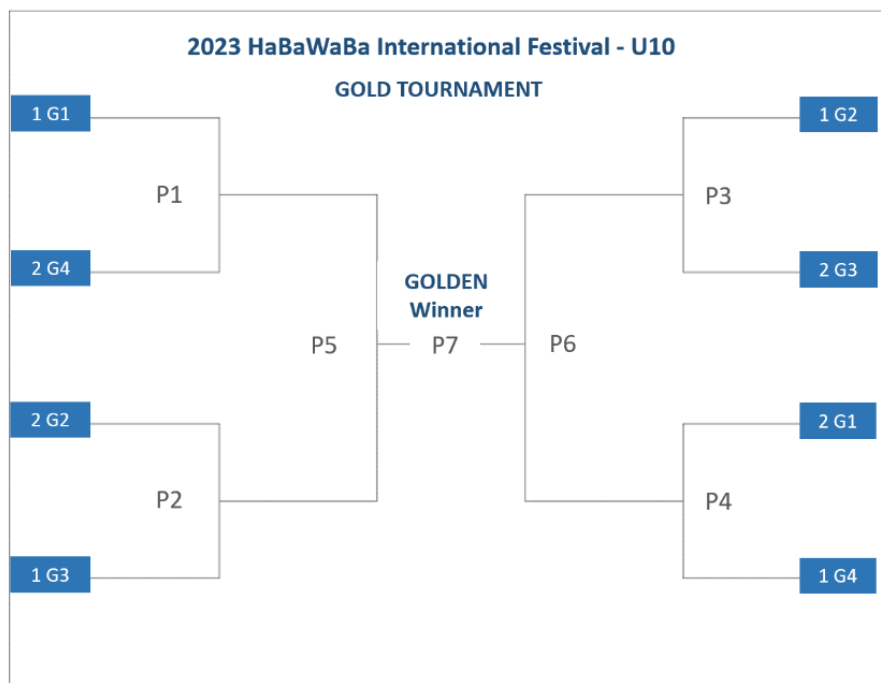 2023 HaBaWaBa International Festival - U10
GOLD TOURNAMENT
1 G1
1 G2
P1
P3
2 G4
2 G3
GOLDEN
Winner
P5
P7
P6
2 G2
2 G1
P2
P4
1 G3
1 G4